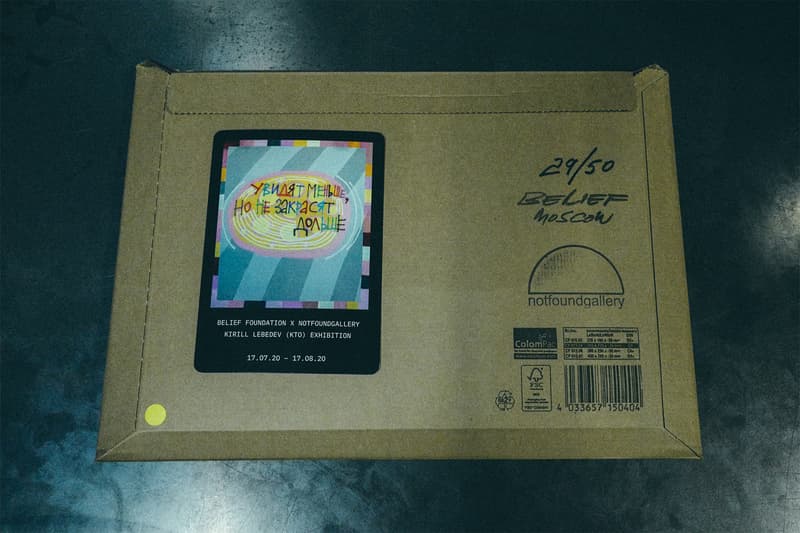 УВИДЯТ МЕНЬШЕ,
НО НЕ ЗАКРАСЯТ
ДОЛЬШЕ
BELIEF FOUNDATION X NOTFOUNDGALLERY
KIRILL LEBEDEV (KTO) EXHIBITION
17.07.20 – 17.08.20
29/50
BELIEF
MOSCOW
notfoundgallery
ColomPac
FSC
4 033657 150404